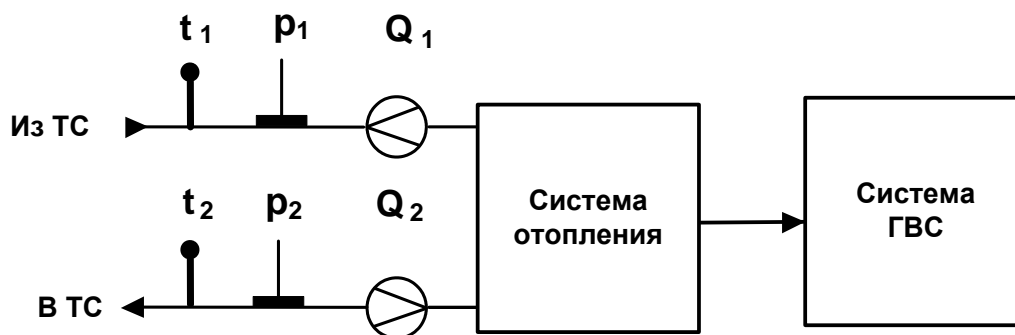 t 1 p1 Q 1
Из ТС
t 2 p2 Q 2
В ТС
Система
отопления
Система
ГВС